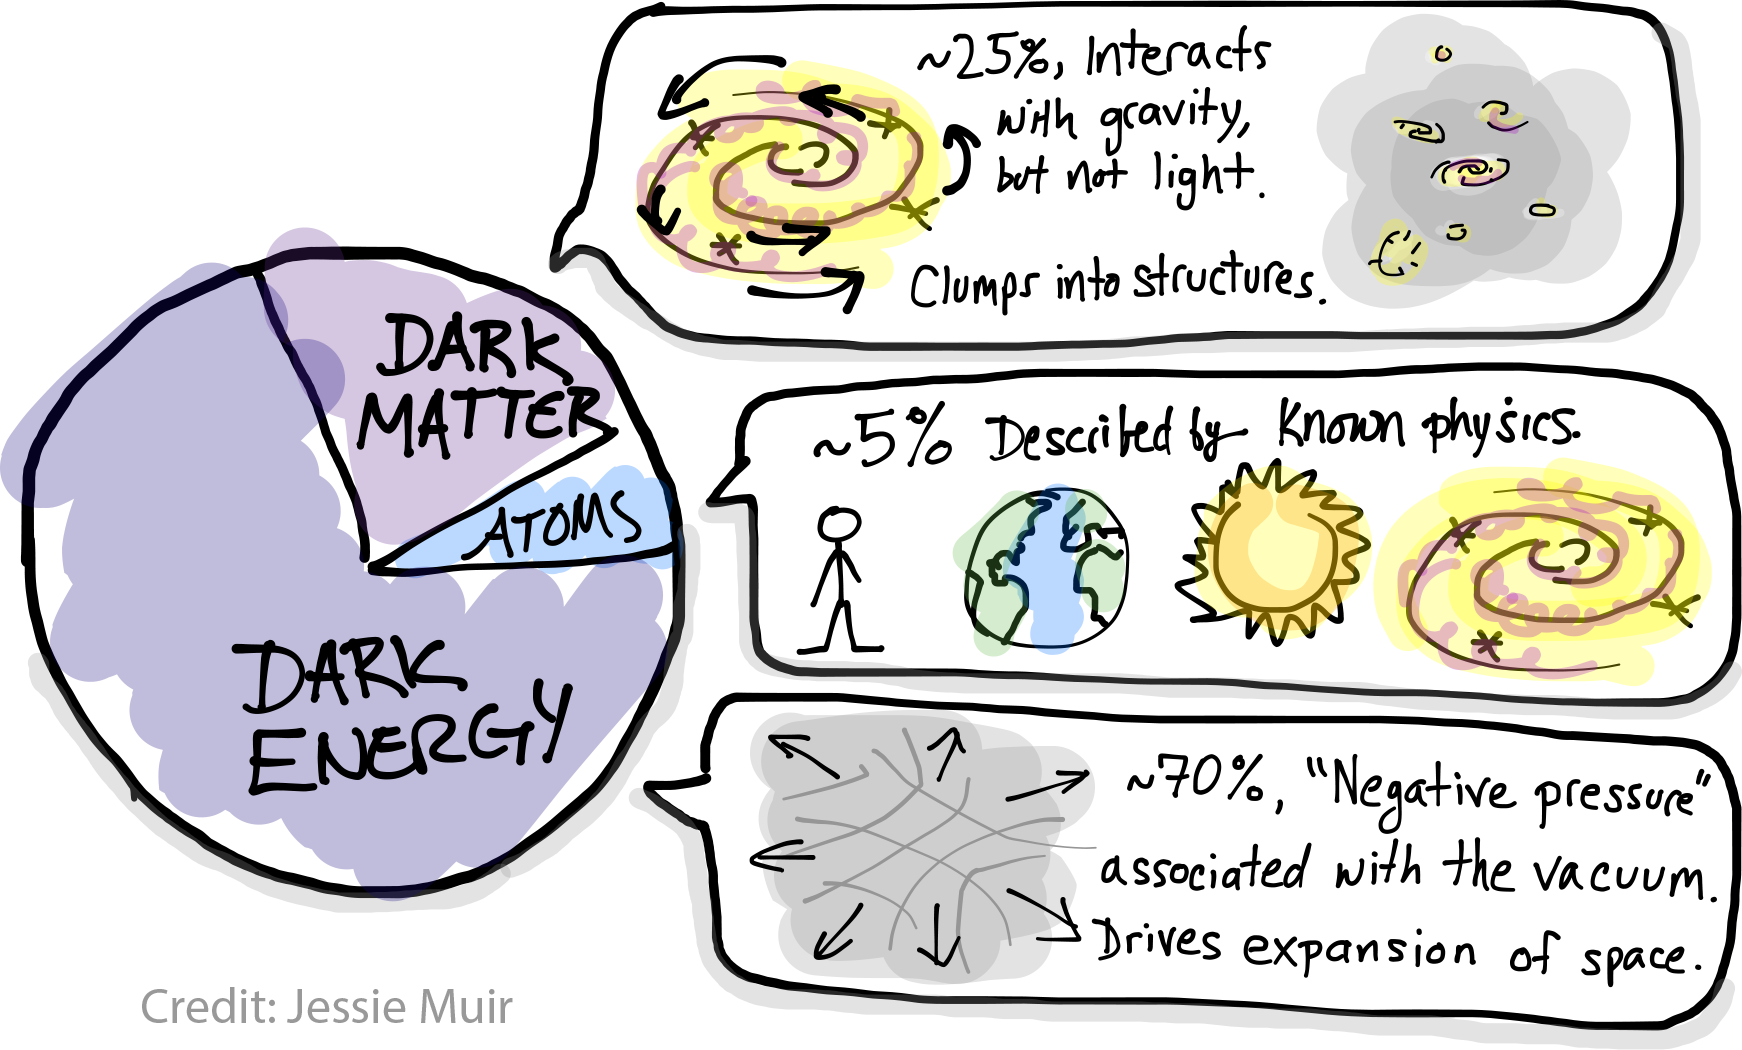 ~25%, Interacts
with gravity,
but not light.
Clumps into structures.
DARK
MATTER
~5% Described by known physics.
ATOMS
DARK
ENERGY
~70%, "Negative pressure"
associated with the vacuum.
Drives expansion of space.
Credit: Jessie Muir